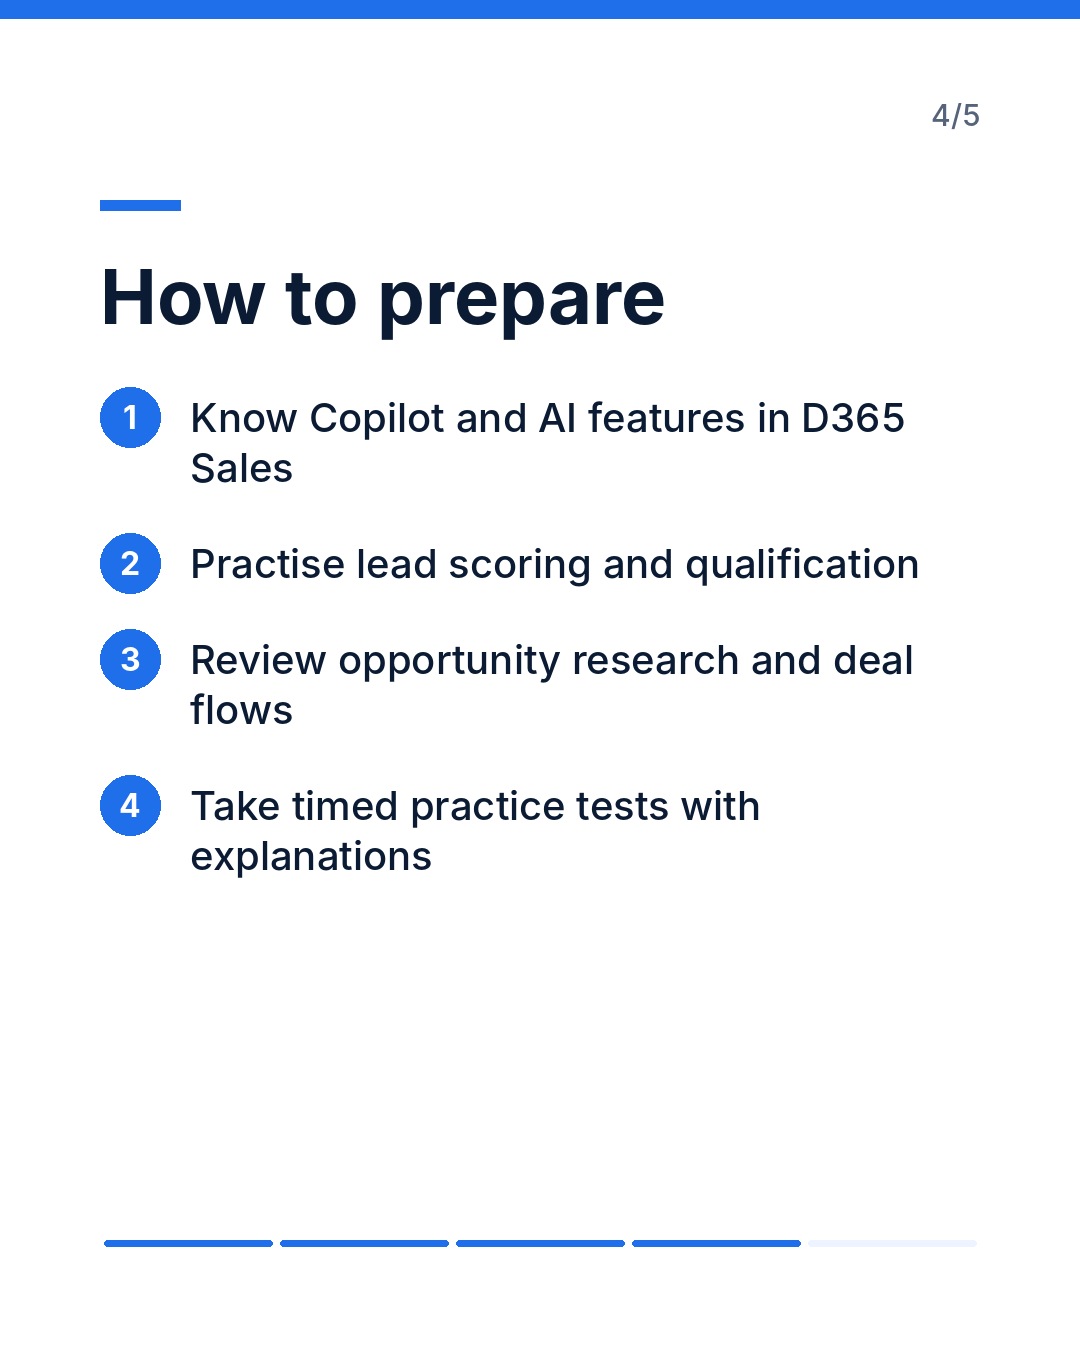 4/5
How to prepare
1 Know Copilot and AI features in D365
Sales
2 Practise lead scoring and qualification
3 Review opportunity research and deal
flows
4 Take timed practice tests with
explanations